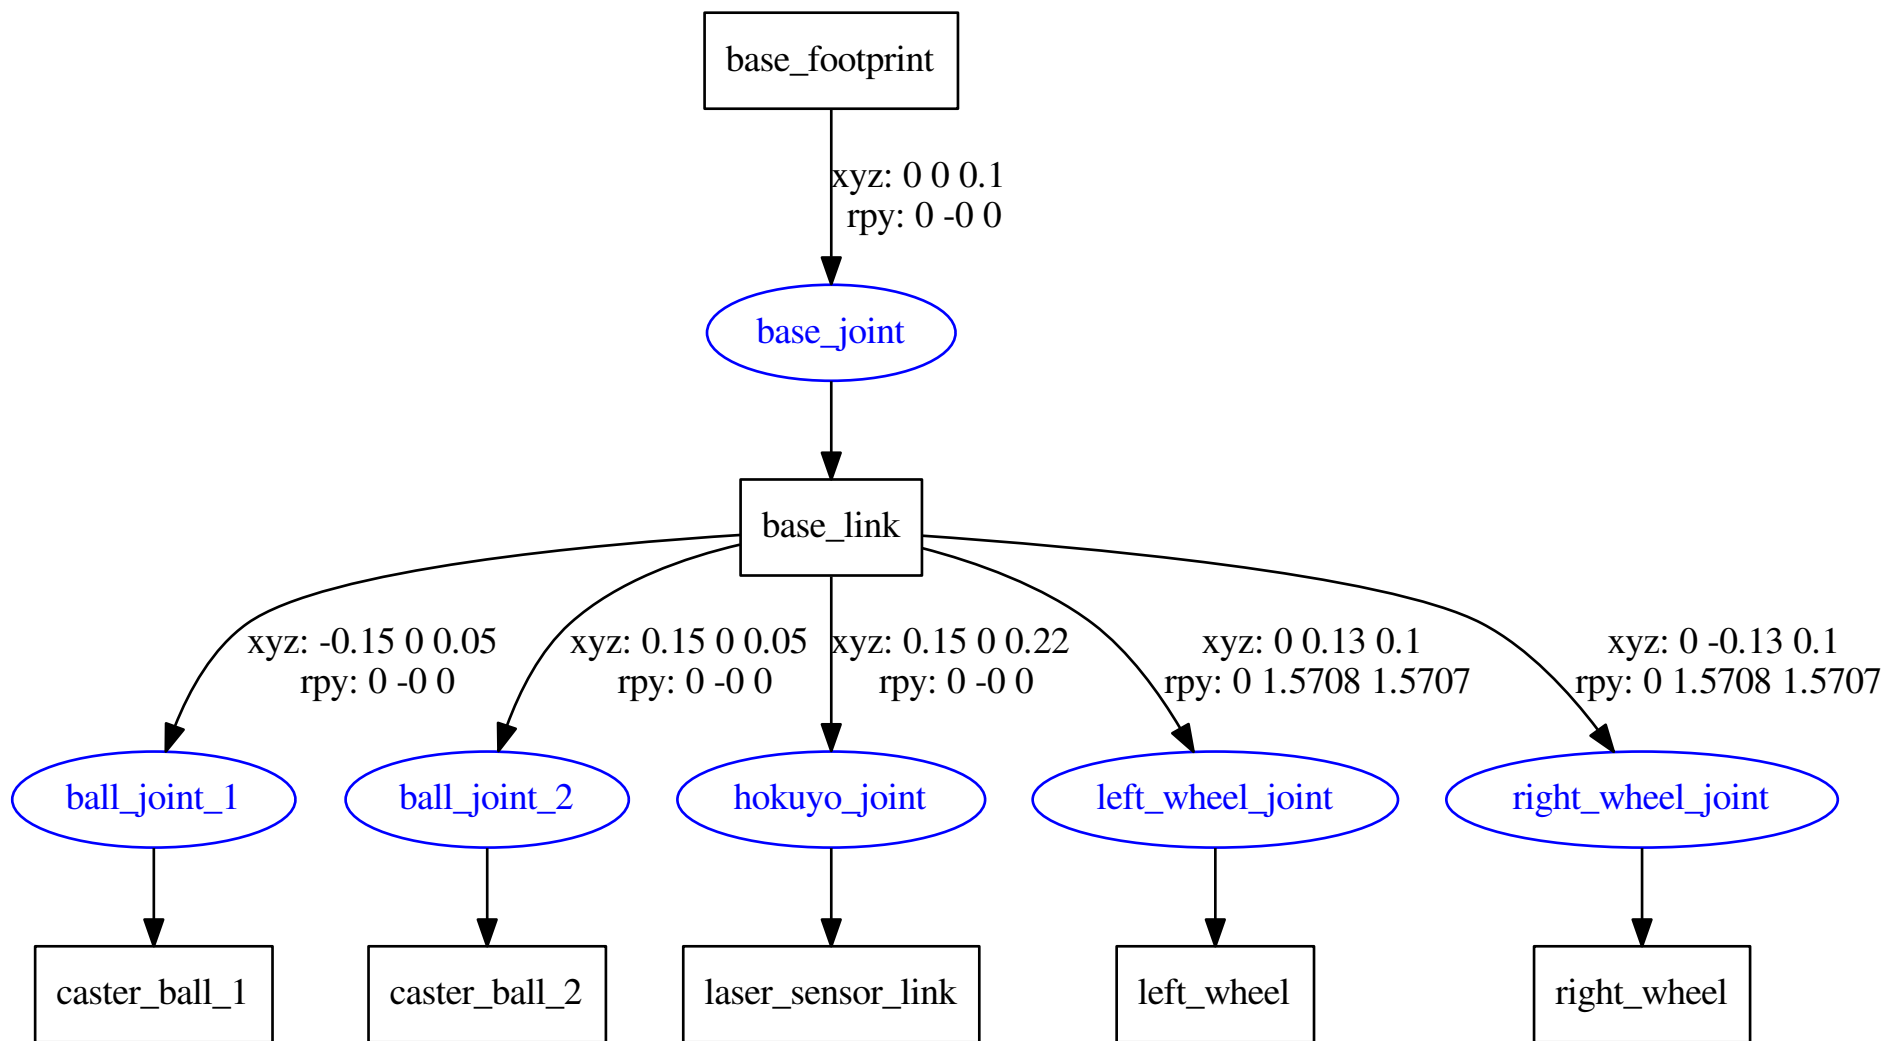 base_footprint
xyz: 0 0 0.1
rpy: 0 -0 0
base_joint
base_link
xyz: -0.15 0 0.05
rpy: 0 -0 0
xyz: 0.15 0 0.05
rpy: 0 -0 0
xyz: 0.15 0 0.22
rpy: 0 -0 0
xyz: 0 0.13 0.1
rpy: 0 1.5708 1.5707
xyz: 0 -0.13 0.1
rpy: 0 1.5708 1.5707
ball_joint_1
ball_joint_2
hokuyo_joint
left_wheel_joint
right_wheel_joint
caster_ball_1
caster_ball_2
laser_sensor_link
left_wheel
right_wheel